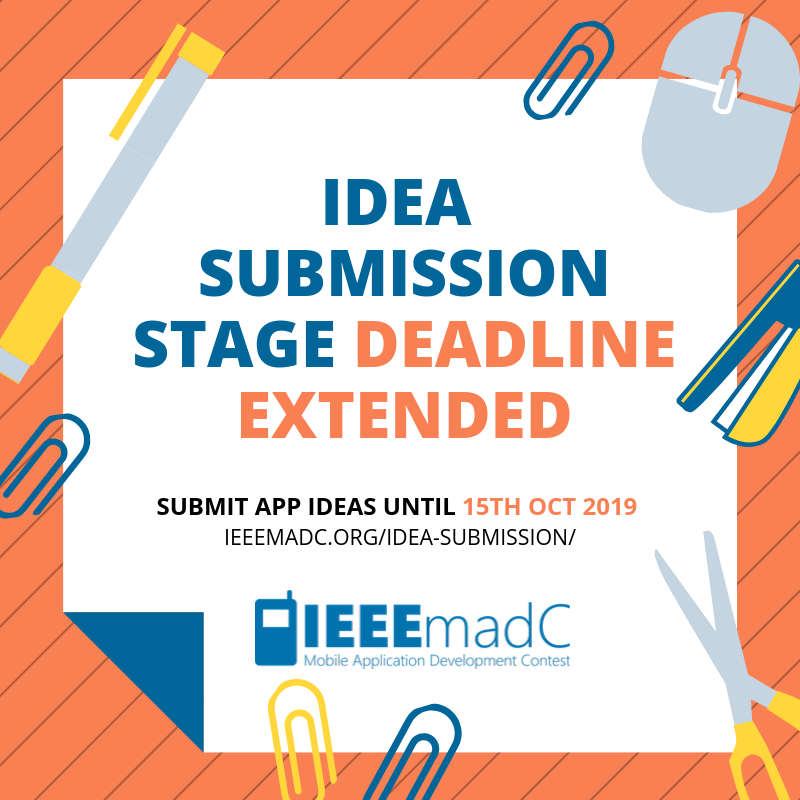 IDEA
SUBMISSION
STAGE DEADLINE
EXTENDED
SUBMIT APP IDEAS UNTIL 15TH OCT 2019
IEEEMADC.ORG/IDEA-SUBMISSION/
IEEEmadC
Mobile Application Development Contest